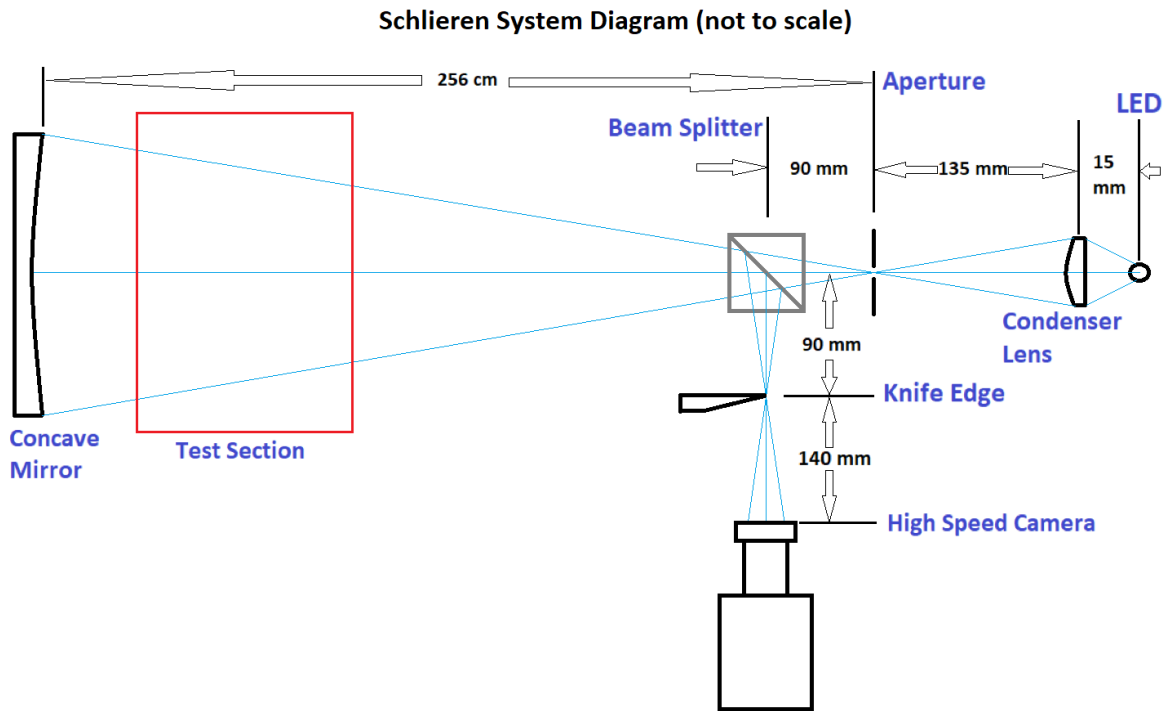 Schlieren System Diagram (not to scale)
256 cm
Aperture
LED
Beam Splitter
90 mm
135 mm
15
mm
Condenser
Lens
90 mm
Knife Edge
Concave
Mirror
Test Section
140 mm
High Speed Camera